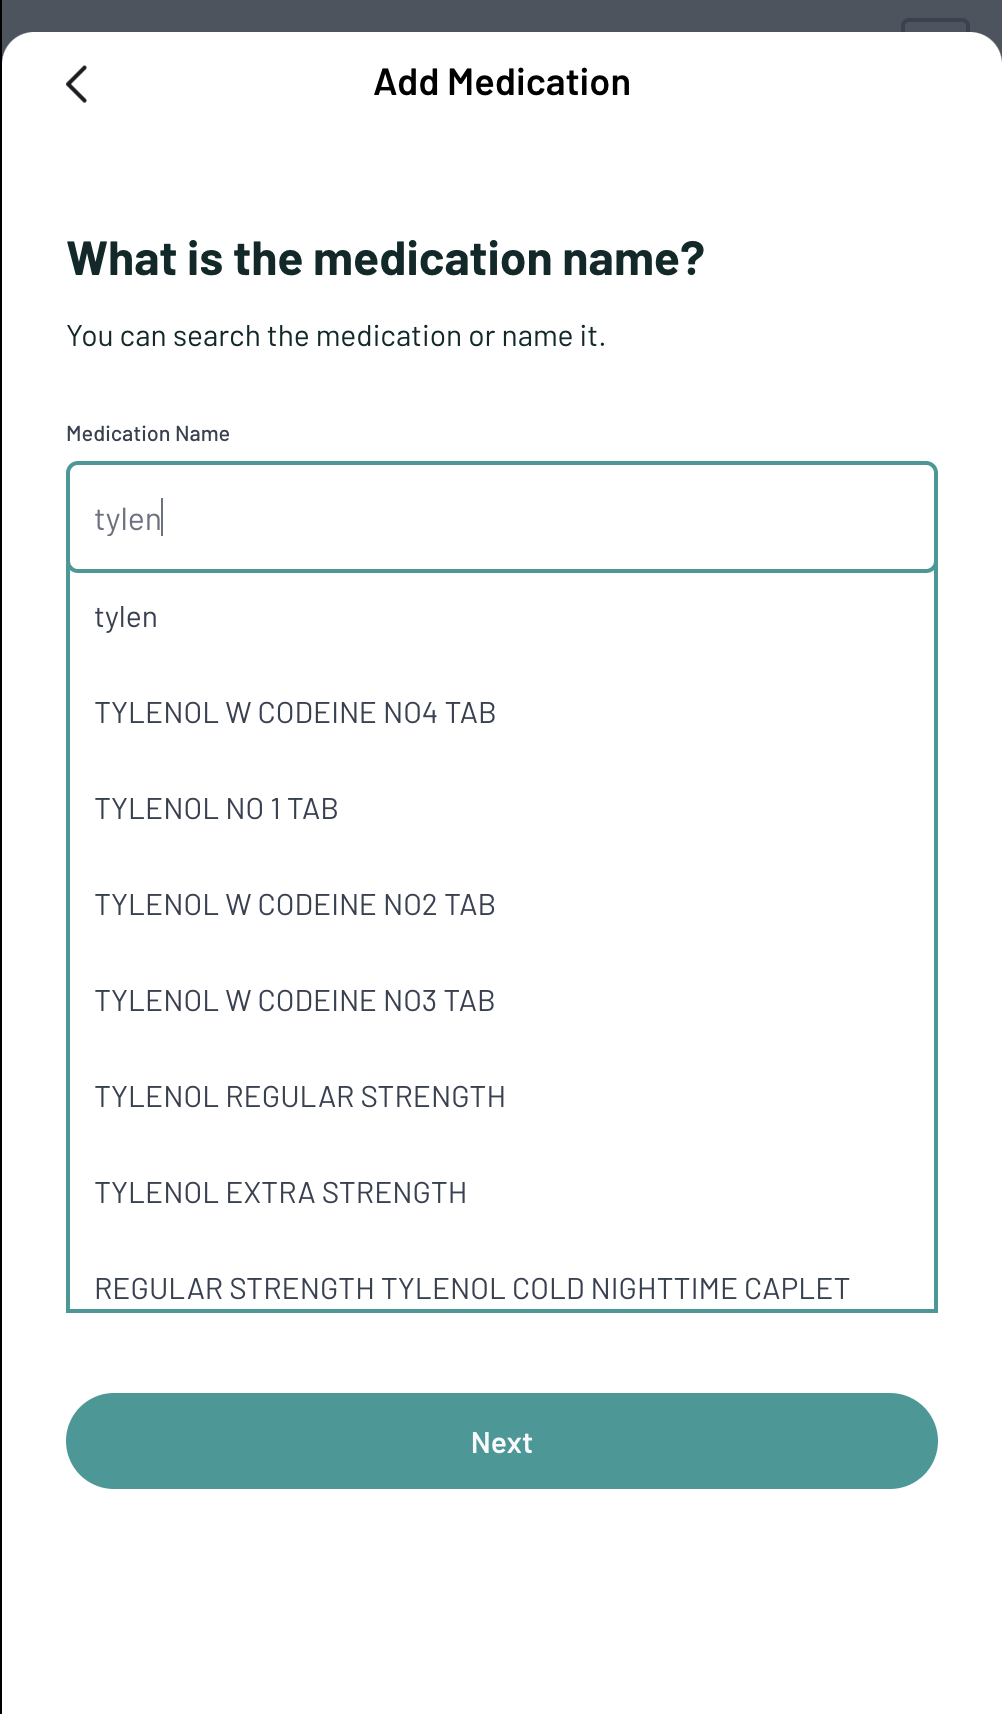 Add Medication
What is the medication name?
You can search the medication or name it.
Medication Name
tylen
tylen
TYLENOL W CODEINE NO4 TAB
TYLENOL NO 1 TAB
TYLENOL W CODEINE NO2 TAB
TYLENOL W CODEINE NO3 TAB
TYLENOL REGULAR STRENGTH
TYLENOL EXTRA STRENGTH
REGULAR STRENGTH TYLENOL COLD NIGHTTIME CAPLET
Next